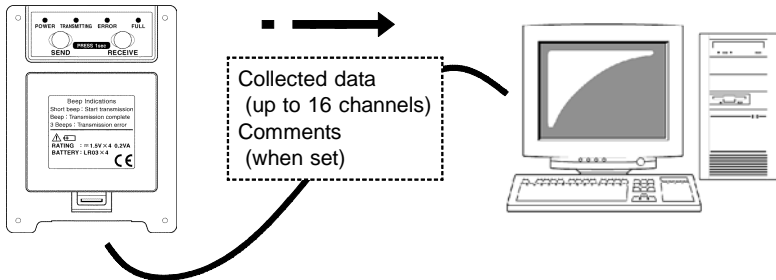 POWER TRANSMITTING ERROR FULL
PRESS 1sec
SEND RECEIVE
Beep Indications
Short beep : Start transmission
Beep : Transmission complete
3 Beeps : Transmission error
RATING : ⎓1.5V×4 0.2VA
BATTERY : LR03×4
CE
Collected data
(up to 16 channels)
Comments
(when set)